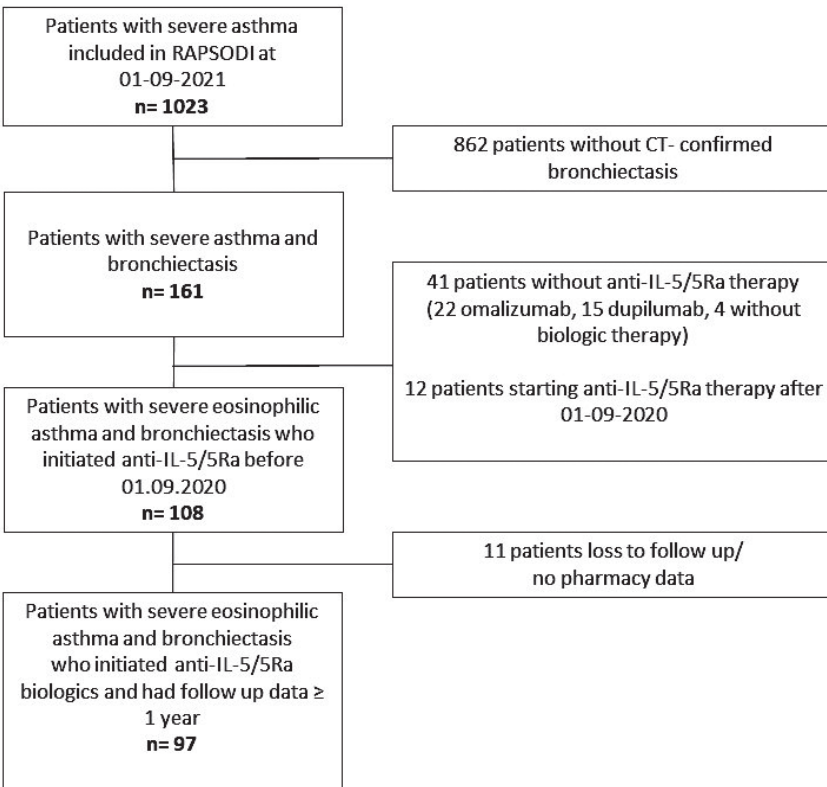 Patients with severe asthma
included in RAPSODI at
01-09-2021
n= 1023
862 patients without CT- confirmed
bronchiectasis
Patients with severe asthma and
bronchiectasis
n= 161
41 patients without anti-IL-5/5Ra therapy
(22 omalizumab, 15 dupilumab, 4 without
biologic therapy)
12 patients starting anti-IL-5/5Ra therapy after
01-09-2020
Patients with severe eosinophilic
asthma and bronchiectasis who
initiated anti-IL-5/5Ra before
01.09.2020
n= 108
11 patients loss to follow up/
no pharmacy data
Patients with severe eosinophilic
asthma and bronchiectasis
who initiated anti-IL-5/5Ra
biologics and had follow up data ≥
1 year
n= 97